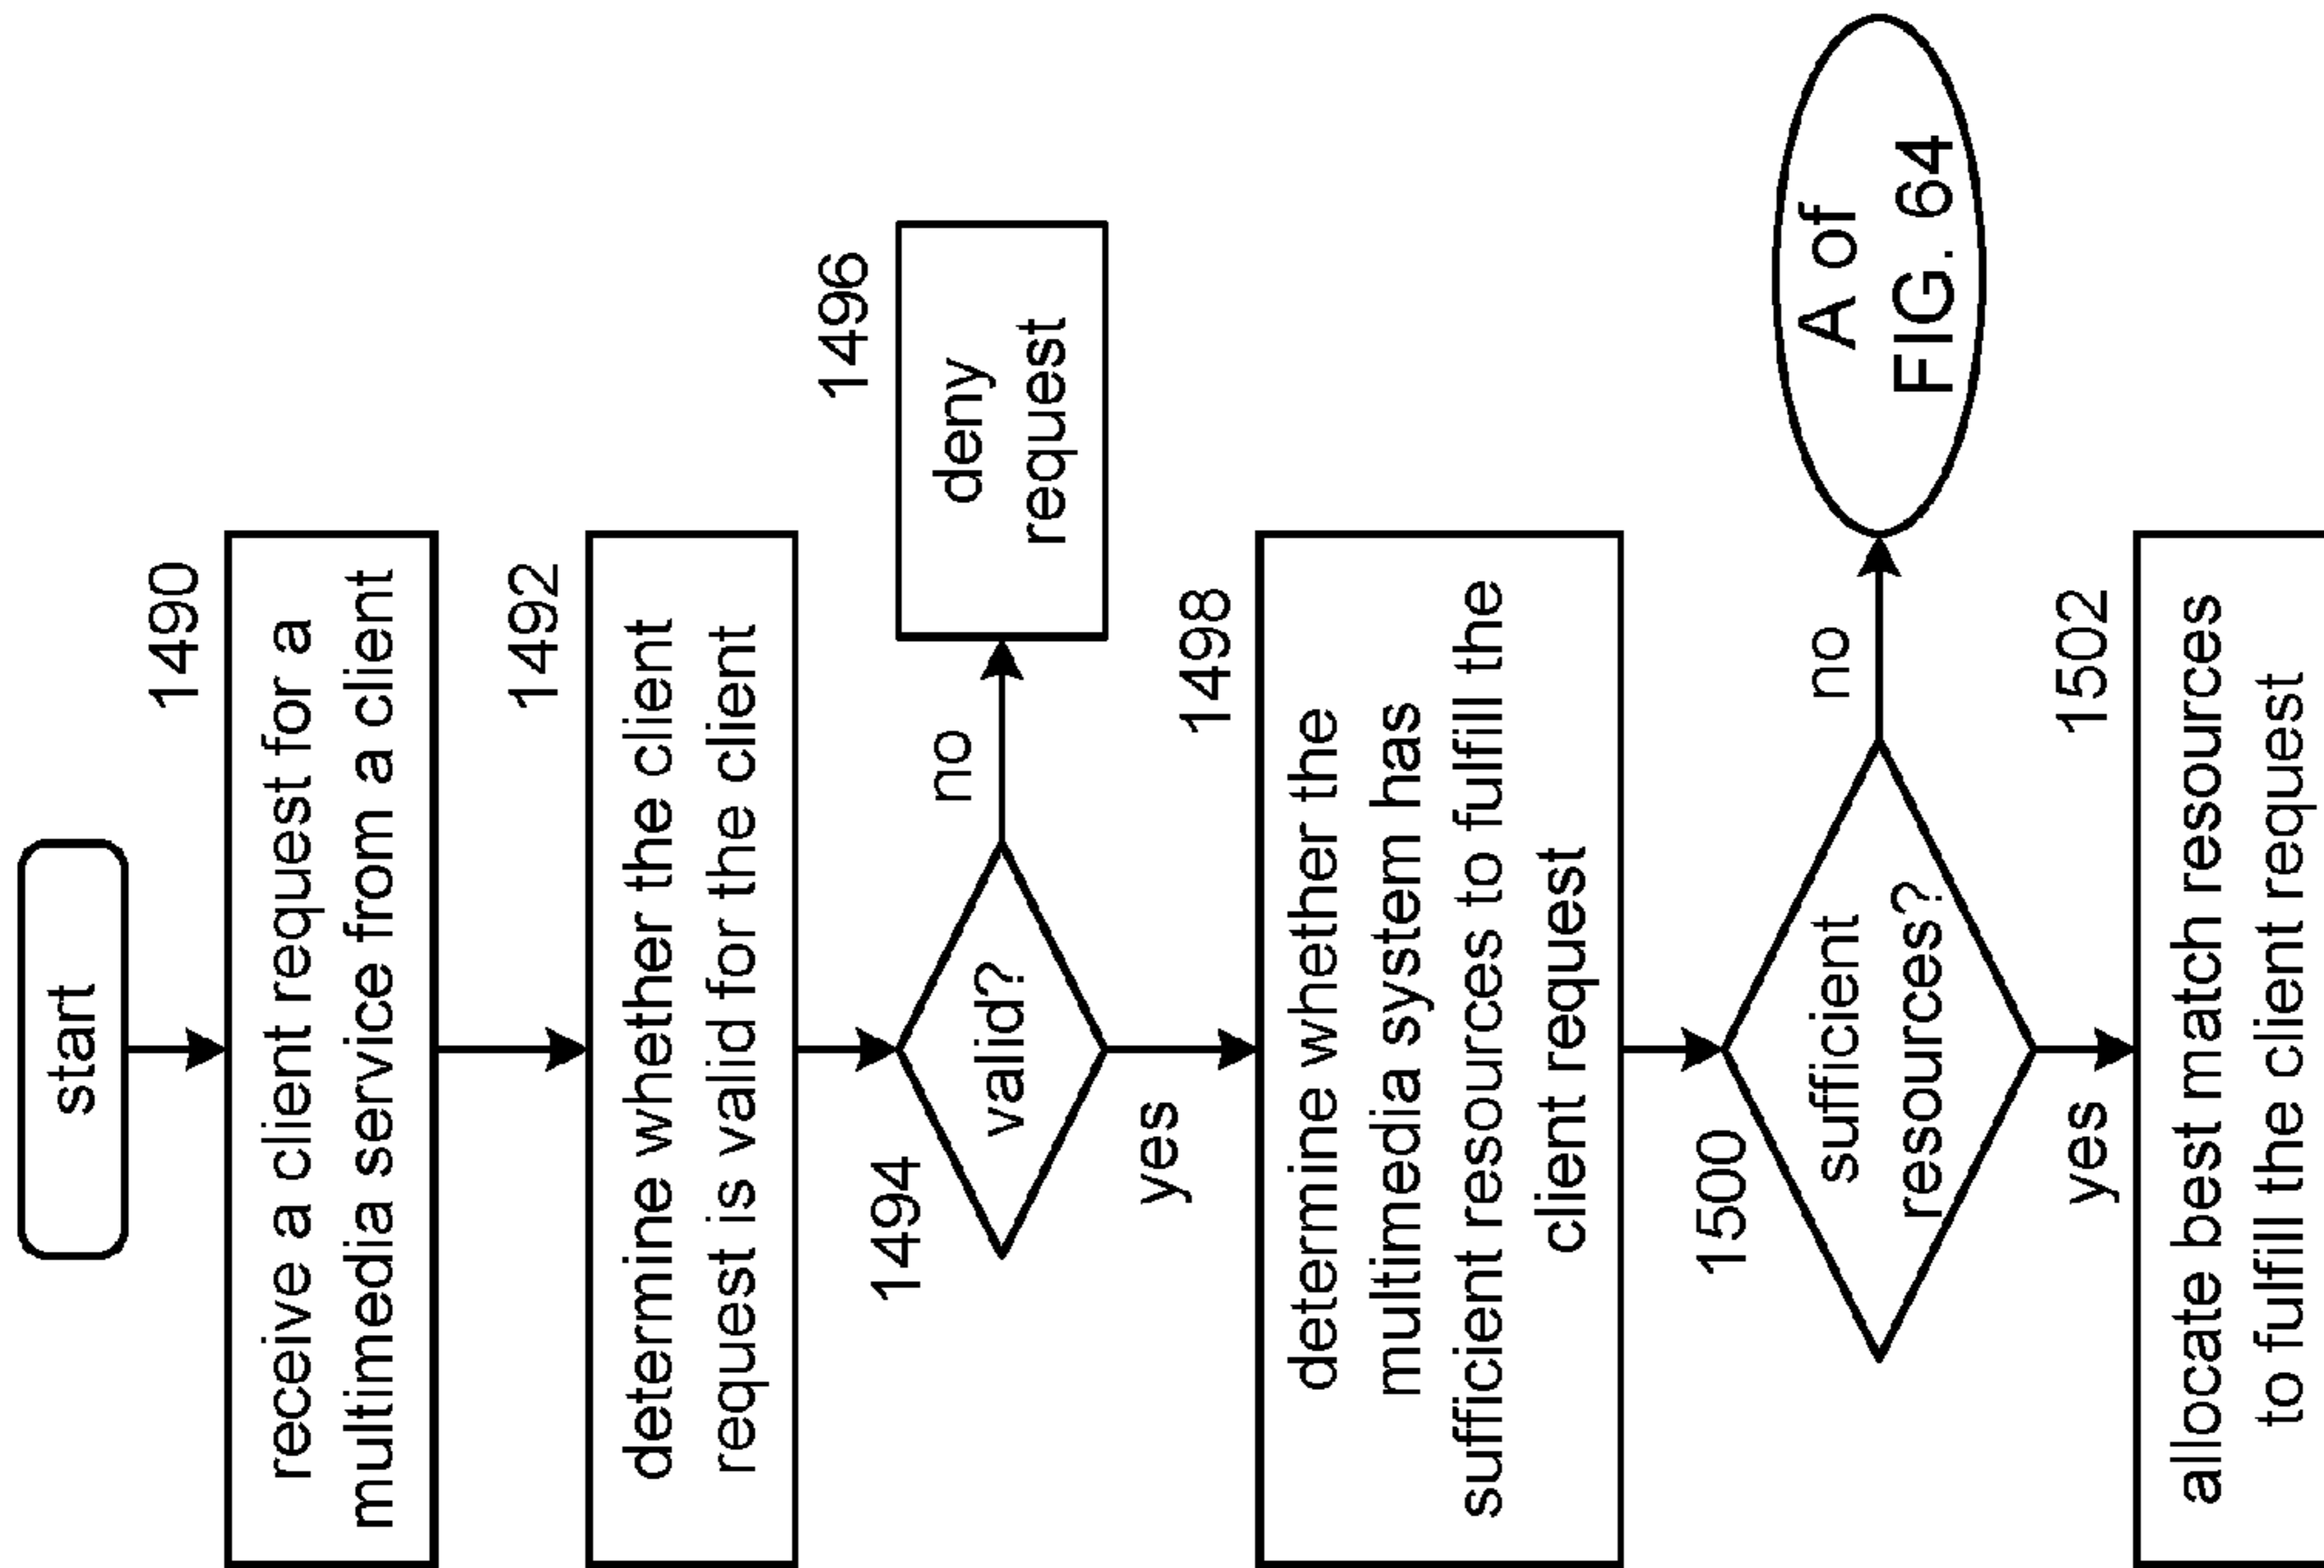 start
1490
receive a client request for a
multimedia service from a client
1492
determine whether the client
request is valid for the client
1494
valid?
no
1496
deny
request
yes
1498
determine whether the
multimedia system has
sufficient resources to fulfill the
client request
1500
sufficient
resources?
no
A of
FIG. 64
yes
1502
allocate best match resources
to fulfill the client request